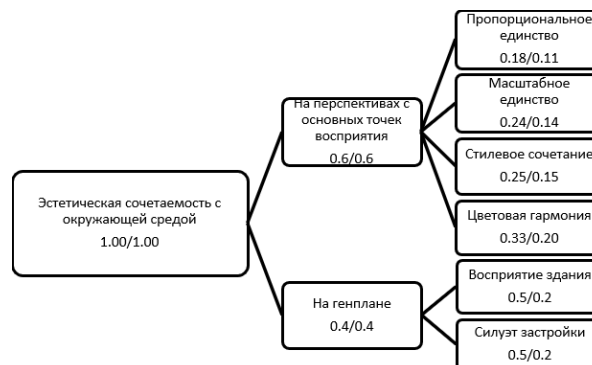 Эстетическая сочетаемость с
окружающей средой
1.00/1.00
На перспективах с
основных точек
восприятия
0.6/0.6
На генплане
0.4/0.4
Пропорциональное
единство
0.18/0.11
Масштабное
единство
0.24/0.14
Стилевое сочетание
0.25/0.15
Цветовая гармония
0.33/0.20
Восприятие здания
0.5/0.2
Силуэт застройки
0.5/0.2